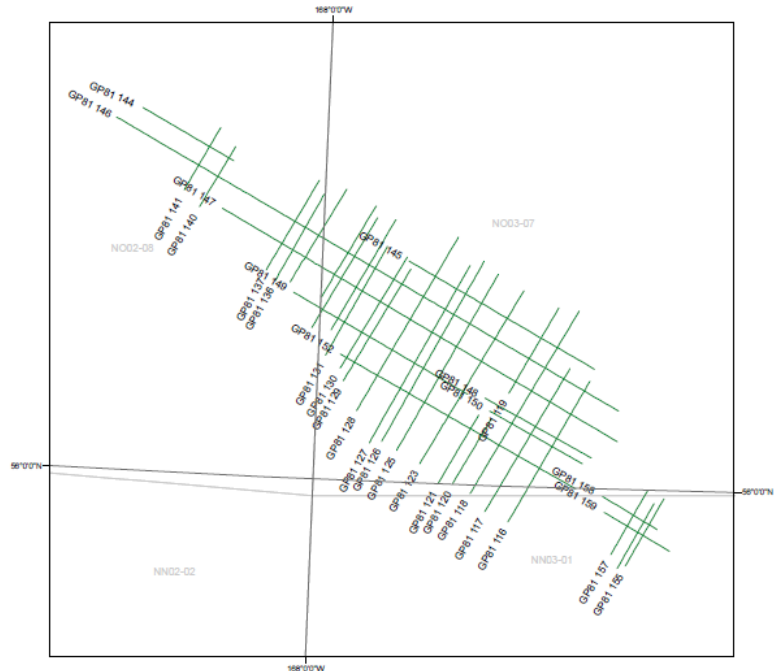 168°0'0"W
GP81 144
GP81 146
GP81 147
GP81 141
GP81 140
NO02-08
NO03-07
GP81 145
GP81 149
GP81 137
GP81 136
GP81 152
GP81 131
GP81 130
GP81 129
GP81 128
GP81 148
GP81 150
GP81 119
GP81 127
GP81 126
GP81 125
GP81 123
56°0'0"N
GP81 121
GP81 120
GP81 118
GP81 117
GP81 116
GP81 158
GP81 159
56°0'0"N
NN02-02
NN03-01
GP81 157
GP81 155
168°0'0"W